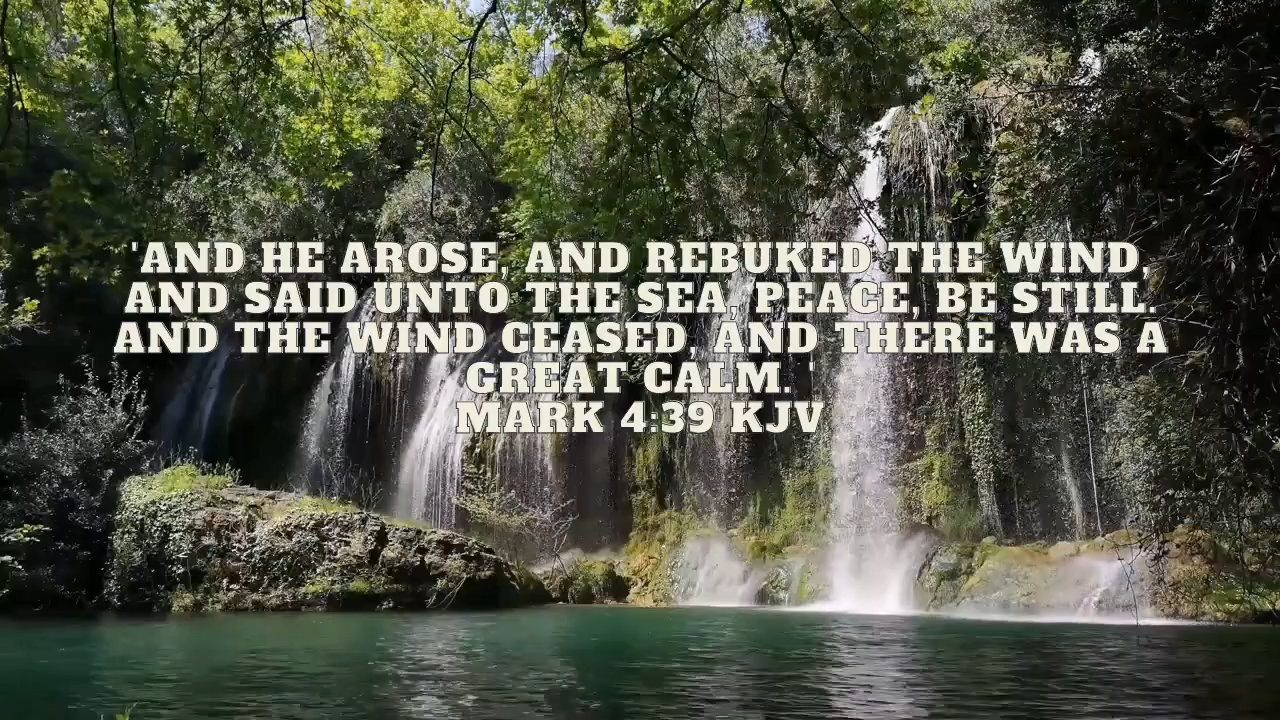 'AND HE AROSE, AND REBUKED THE WIND,
AND SAID UNTO THE SEA, PEACE, BE STILL.
AND THE WIND CEASED, AND THERE WAS A
GREAT CALM. '
MARK 4:39 KJV